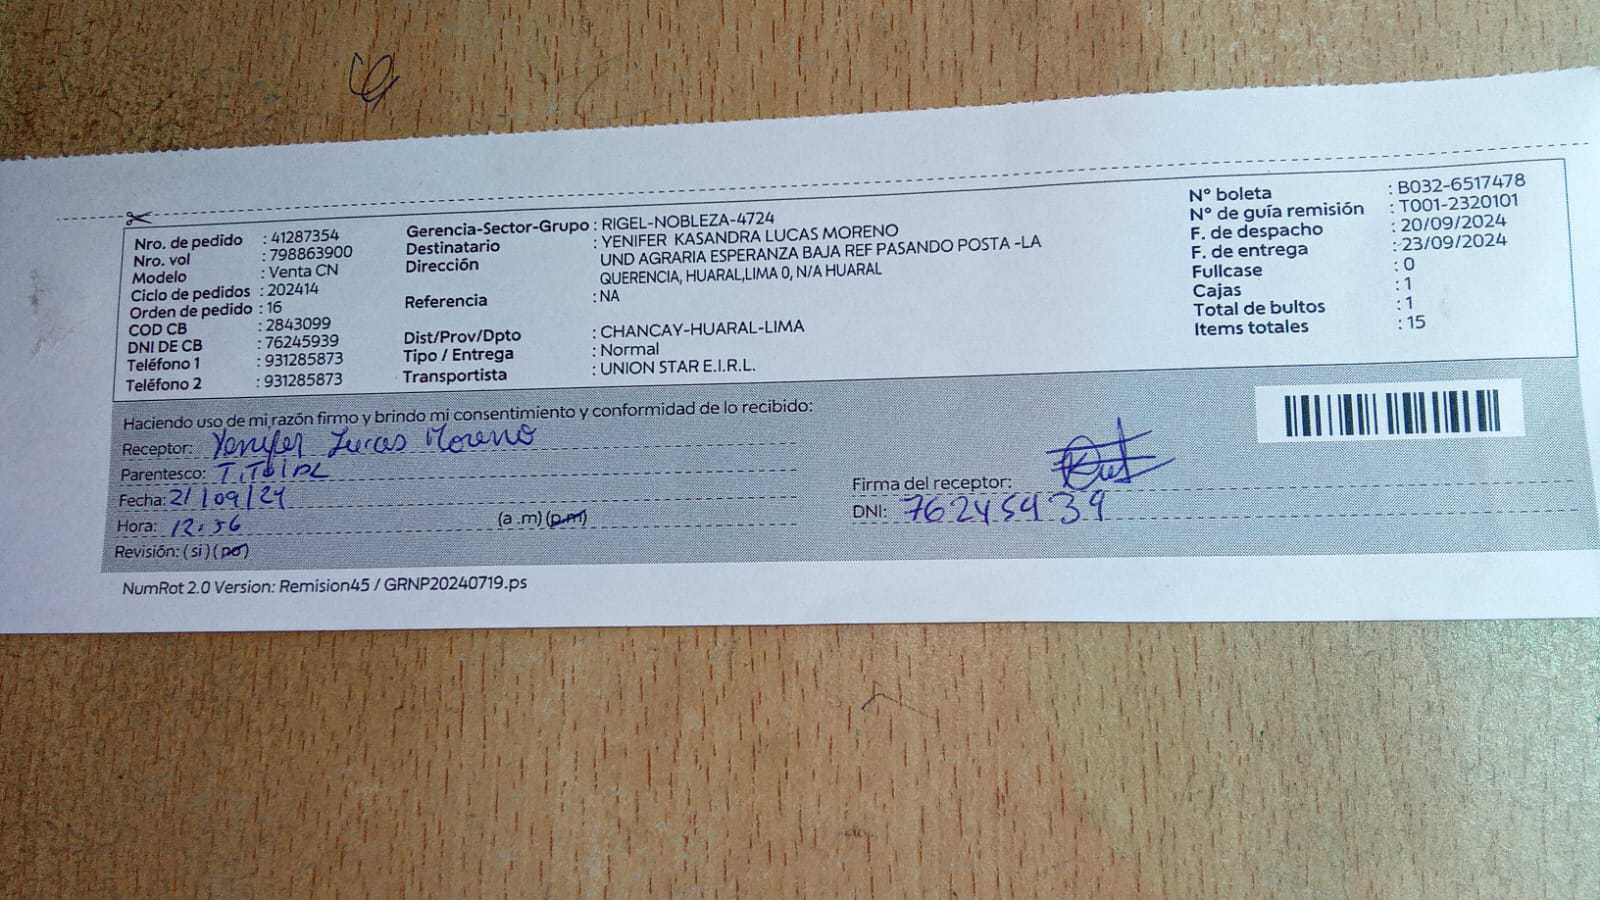 Nro. de pedido : 41287354
Nro. vol : 798863900
Modelo : Venta CN
Ciclo de pedidos : 202414
Orden de pedido : 16
COD CB : 2843099
DNI DE CB : 76245939
Teléfono 1 : 931285873
Teléfono 2 : 931285873
Gerencia-Sector-Grupo : RIGEL-NOBLEZA-4724
Destinatario : YENIFER KASANDRA LUCAS MORENO
Dirección : UND AGRARIA ESPERANZA BAJA REF PASANDO POSTA -LA
QUERENCIA, HUARAL,LIMA 0, N/A HUARAL
Referencia : NA
Dist/Prov/Dpto : CHANCAY-HUARAL-LIMA
Tipo / Entrega : Normal
Transportista : UNION STAR E.I.R.L.
N° boleta : B032-6517478
N° de guía remisión : T001-2320101
F. de despacho : 20/09/2024
F. de entrega : 23/09/2024
Fullcase : 0
Cajas : 1
Total de bultos : 1
Items totales : 15
Haciendo uso de mi razón firmo y brindo mi consentimiento y conformidad de lo recibido:
Receptor: Yenifer Lucas Moreno
Parentesco:
Fecha: 21/09/24
Hora: 12:56 (a .m) (p.m)
Revisión: (si) (no)
Firma del receptor:
DNI: 76245939
NumRot 2.0 Version: Remision45 / GRNP20240719.ps